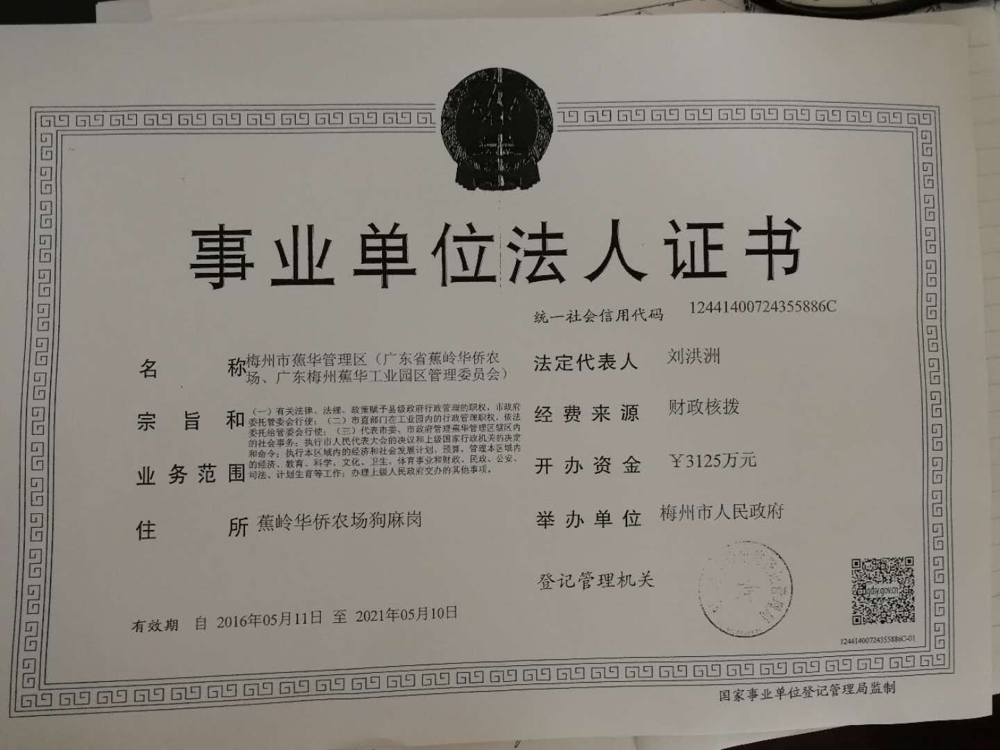 事业单位法人证书
统一社会信用代码 12441400724355886C
名称 梅州市蕉华管理区（广东省蕉岭华侨农
场、广东梅州蕉华工业园区管理委员会）
法定代表人 刘洪洲
宗旨和
业务范围
（一）有关法律、法规、政策赋予县级政府行政管理的职权，市政府
委托管委会行使；（二）市直部门在工业园内的行政管理职权，依法
委托给管委会行使；（三）代表市委、市政府管理蕉华管理区辖区内
的社会事务；执行市人民代表大会的决议和上级国家行政机关的决定
和命令；执行本区域内的经济和社会发展计划、预算，管理本区域内
的经济、教育、科学、文化、卫生、体育事业和财政、民政、公安、
司法、计划生育等工作；办理上级人民政府交办的其他事项。
经费来源 财政核拨
开办资金 ￥3125万元
住所 蕉岭华侨农场狗麻岗
举办单位 梅州市人民政府
登记管理机关
有效期 自 2016年05月11日 至 2021年05月10日
gdsy.gov.cn
12441400724355886C-01
国家事业单位登记管理局监制